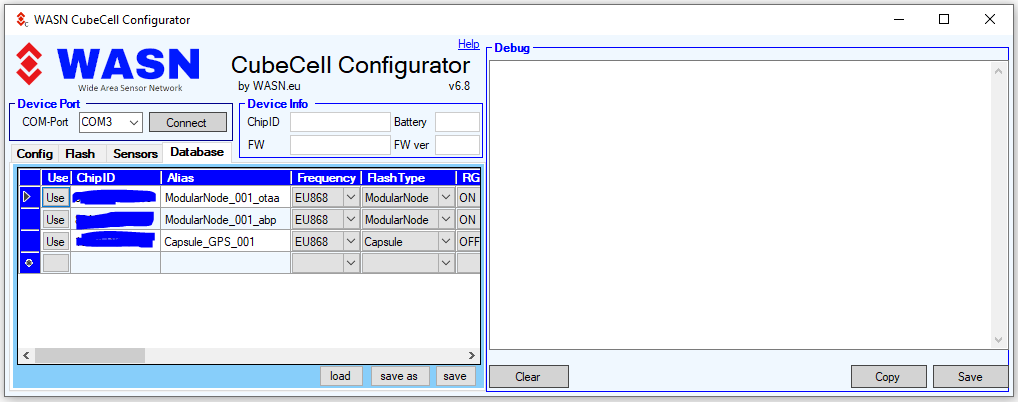 WASN CubeCell Configurator
Help
WASN
Wide Area Sensor Network
CubeCell Configurator
by WASN.eu v6.8
Device Port
COM-Port COM3 Connect
Device Info
ChipID Battery
FW FW ver
Config Flash Sensors Database
Use ChipID Alias Frequency FlashType RG
Use ModularNode_001_otaa EU868 ModularNode ON
Use ModularNode_001_abp EU868 ModularNode ON
Use Capsule_GPS_001 EU868 Capsule OFF
load save as save
Debug
Clear Copy Save